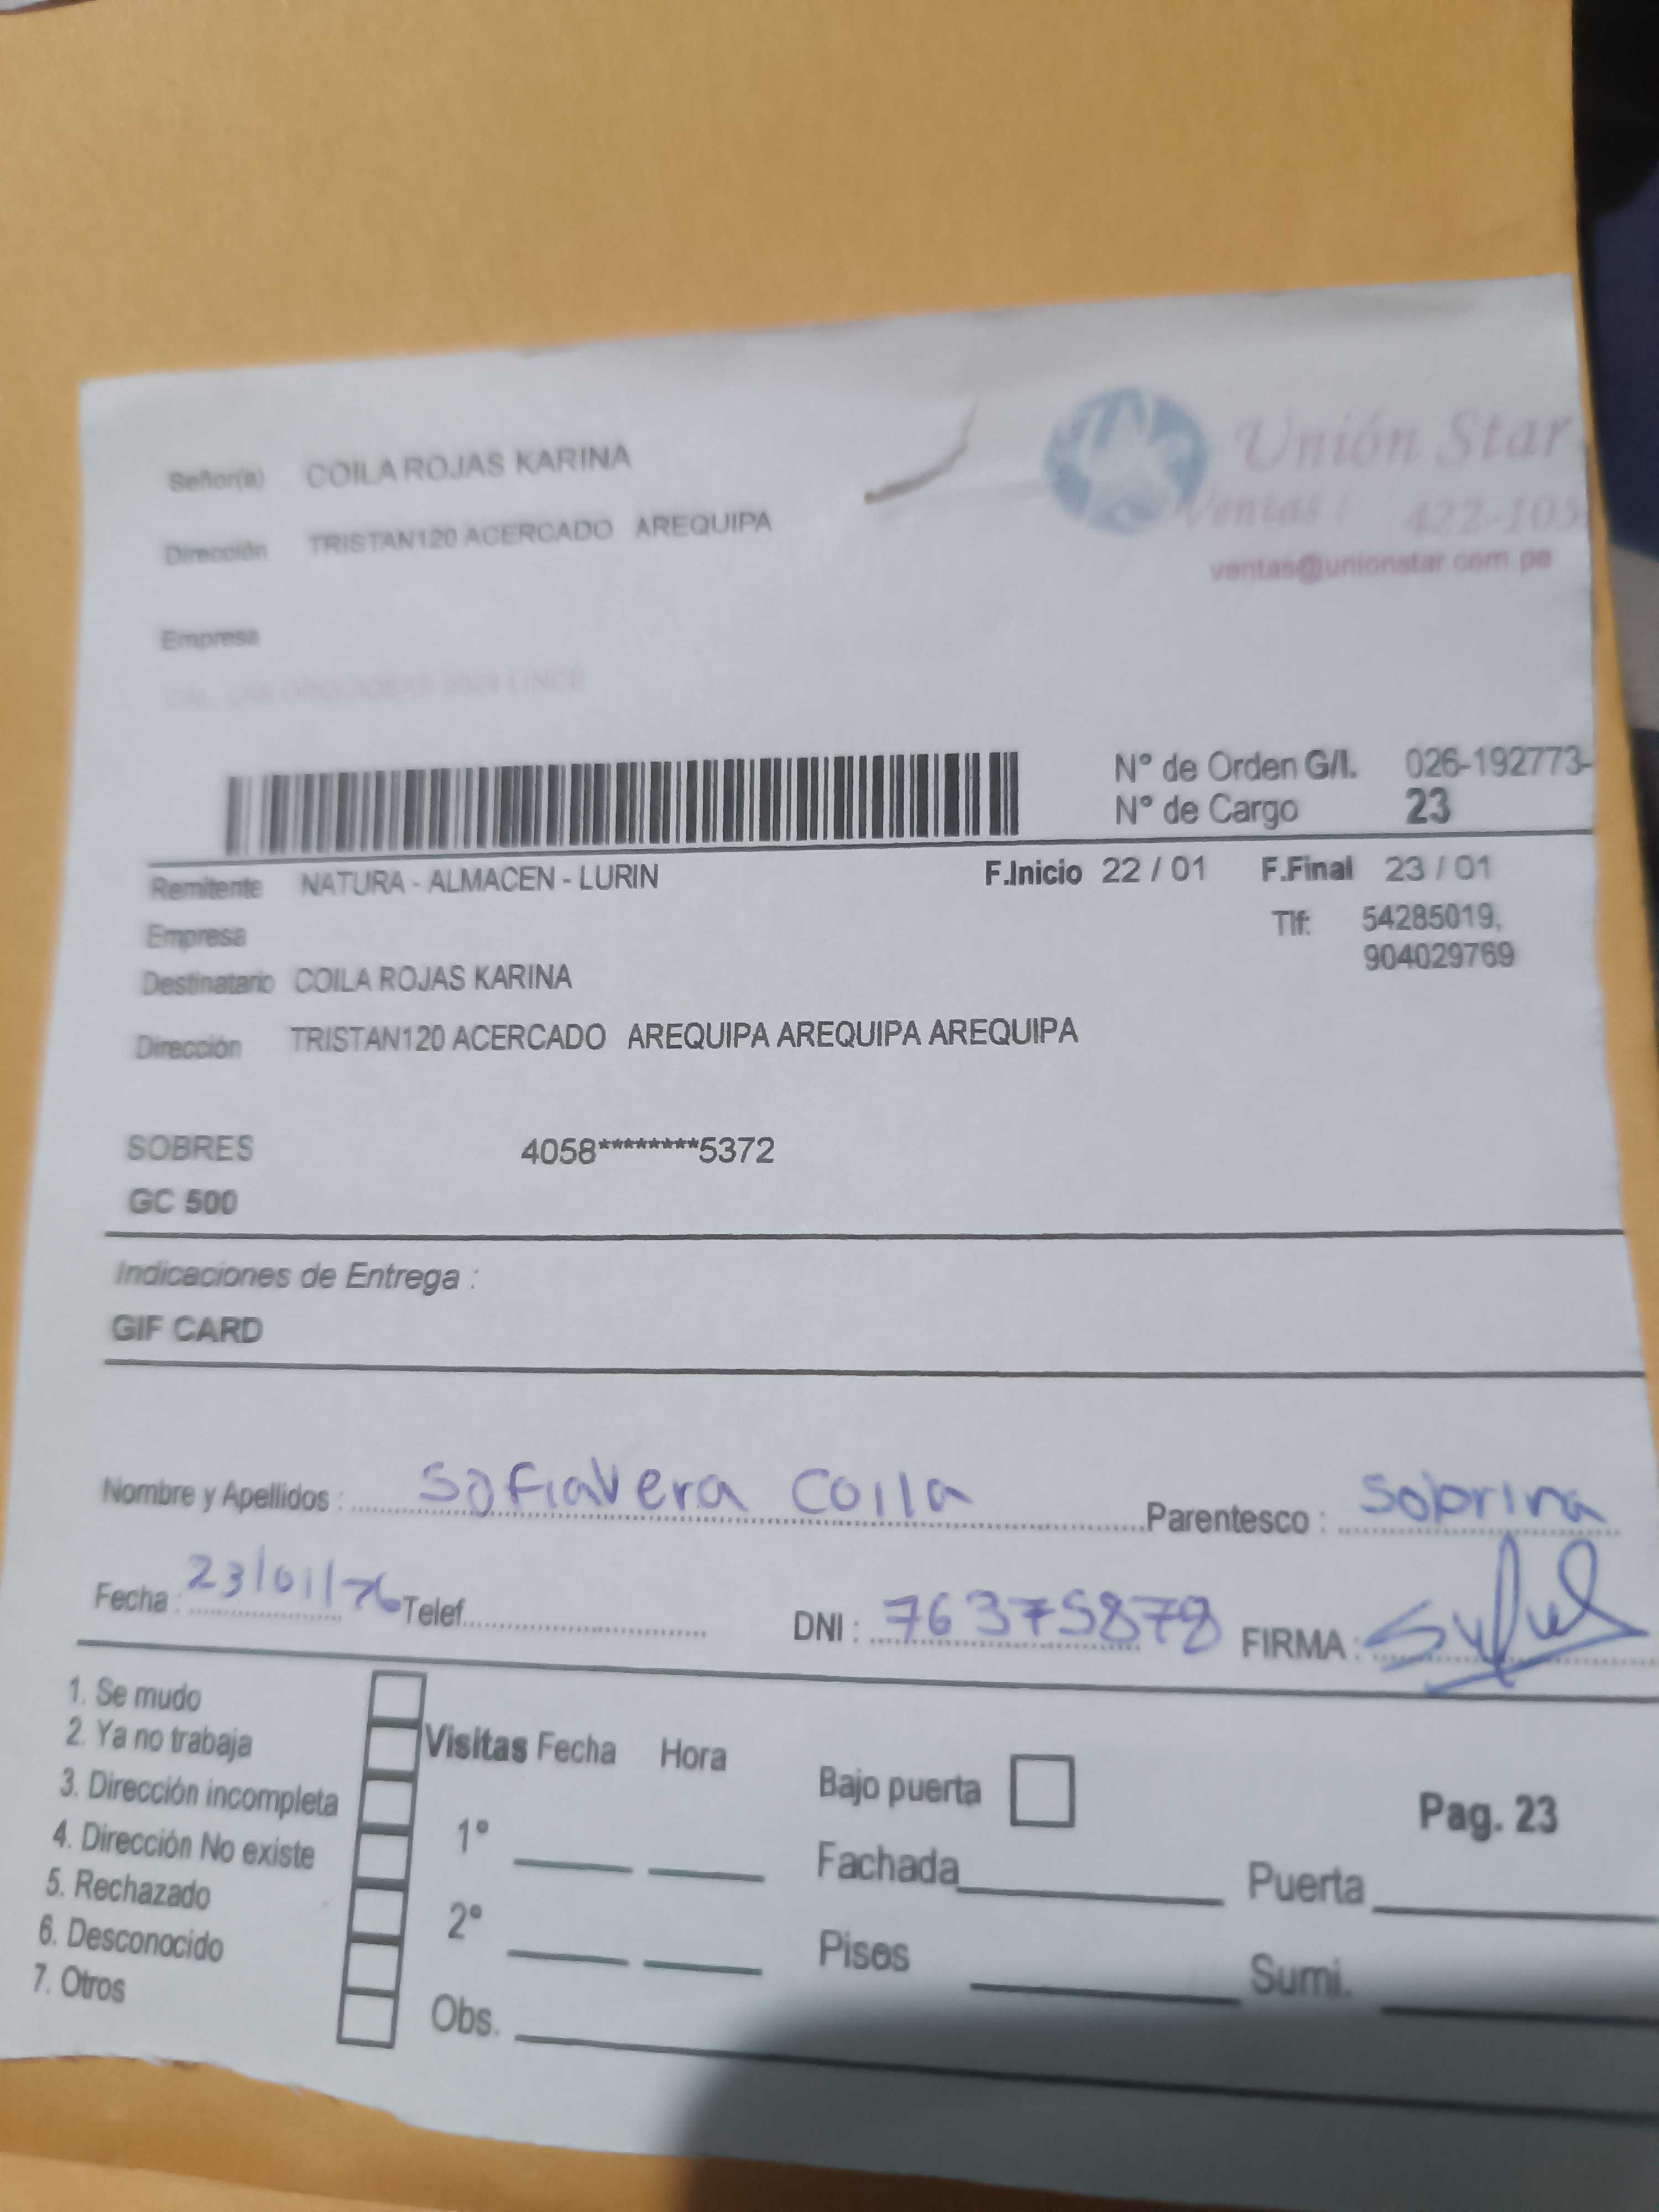 Señor(a) COILA ROJAS KARINA
Unión Star
Dirección TRISTAN120 ACERCADO AREQUIPA
Ventas : 422-105
ventas@unionstar.com.pe
Empresa
CAL. LAS ORQUIDEAS LINCE
N° de Orden G/I. 026-192773-
N° de Cargo 23
Remitente NATURA - ALMACEN - LURIN F.Inicio 22 / 01 F.Final 23 / 01
Empresa Tlf: 54285019,
904029769
Destinatario COILA ROJAS KARINA
Dirección TRISTAN120 ACERCADO AREQUIPA AREQUIPA AREQUIPA
SOBRES 4058********5372
GC 500
Indicaciones de Entrega :
GIF CARD
Nombre y Apellidos : Sofia Vera Coila Parentesco : Sobrina
Fecha : 23/01/26 Telef. DNI : 76375878 FIRMA :
1. Se mudo
2. Ya no trabaja
3. Dirección incompleta
4. Dirección No existe
5. Rechazado
6. Desconocido
7. Otros
Visitas Fecha Hora
1°
2°
Obs.
Bajo puerta
Fachada Puerta
Pisos Sumi.
Pag. 23